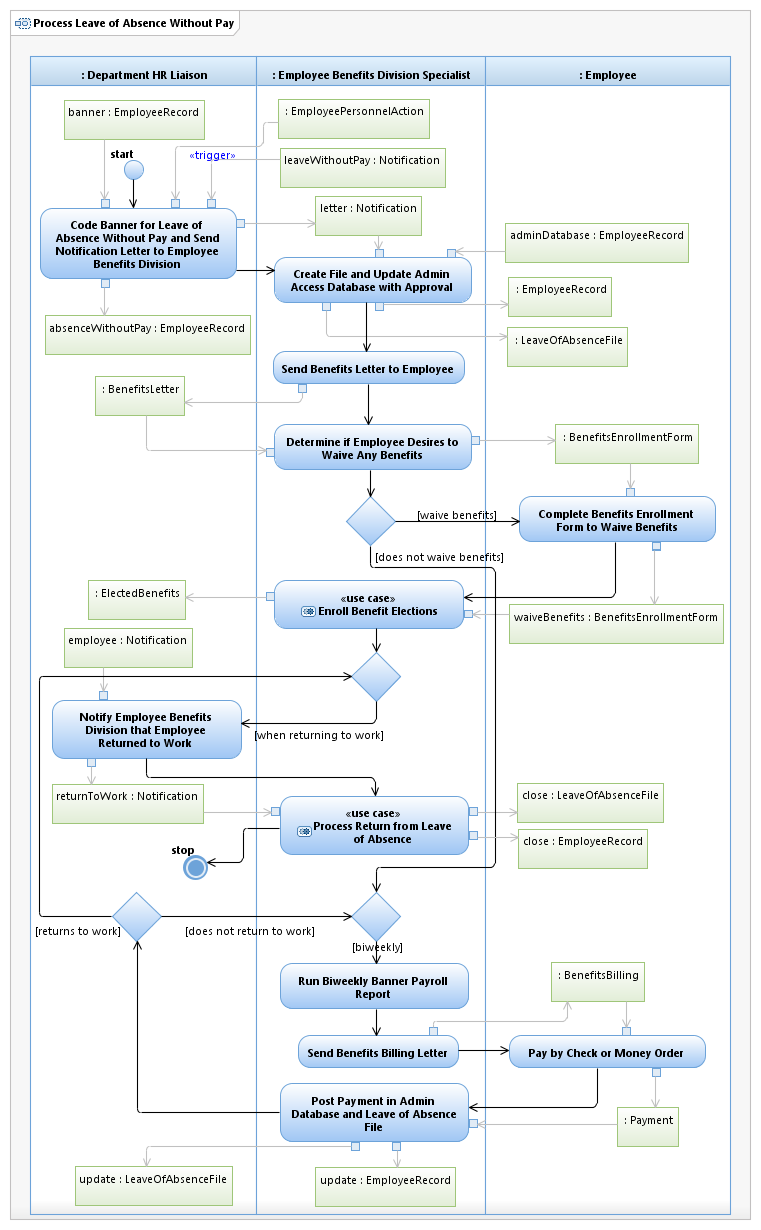 Process Leave of Absence Without Pay
: Department HR Liaison
: Employee Benefits Division Specialist
: Employee
banner : EmployeeRecord
: EmployeePersonnelAction
start
«trigger»
leaveWithoutPay : Notification
letter : Notification
Code Banner for Leave of
Absence Without Pay and Send
Notification Letter to Employee
Benefits Division
adminDatabase : EmployeeRecord
Create File and Update Admin
Access Database with Approval
: EmployeeRecord
absenceWithoutPay : EmployeeRecord
: LeaveOfAbsenceFile
Send Benefits Letter to Employee
: BenefitsLetter
Determine if Employee Desires to
Waive Any Benefits
: BenefitsEnrollmentForm
[waive benefits]
Complete Benefits Enrollment
Form to Waive Benefits
[does not waive benefits]
: ElectedBenefits
«use case»
Enroll Benefit Elections
waiveBenefits : BenefitsEnrollmentForm
employee : Notification
Notify Employee Benefits
Division that Employee
Returned to Work
[when returning to work]
returnToWork : Notification
«use case»
Process Return from Leave
of Absence
close : LeaveOfAbsenceFile
close : EmployeeRecord
stop
[returns to work]
[does not return to work]
[biweekly]
Run Biweekly Banner Payroll
Report
: BenefitsBilling
Send Benefits Billing Letter
Pay by Check or Money Order
Post Payment in Admin
Database and Leave of Absence
File
: Payment
update : LeaveOfAbsenceFile
update : EmployeeRecord